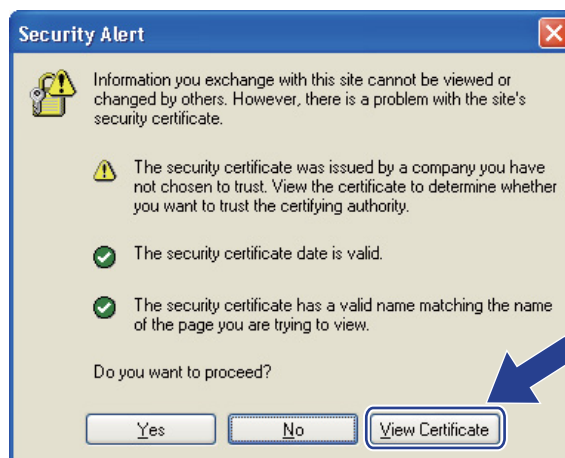 Security Alert
Information you exchange with this site cannot be viewed or
changed by others. However, there is a problem with the site's
security certificate.
The security certificate was issued by a company you have
not chosen to trust. View the certificate to determine whether
you want to trust the certifying authority.
The security certificate date is valid.
The security certificate has a valid name matching the name
of the page you are trying to view.
Do you want to proceed?
Yes No View Certificate